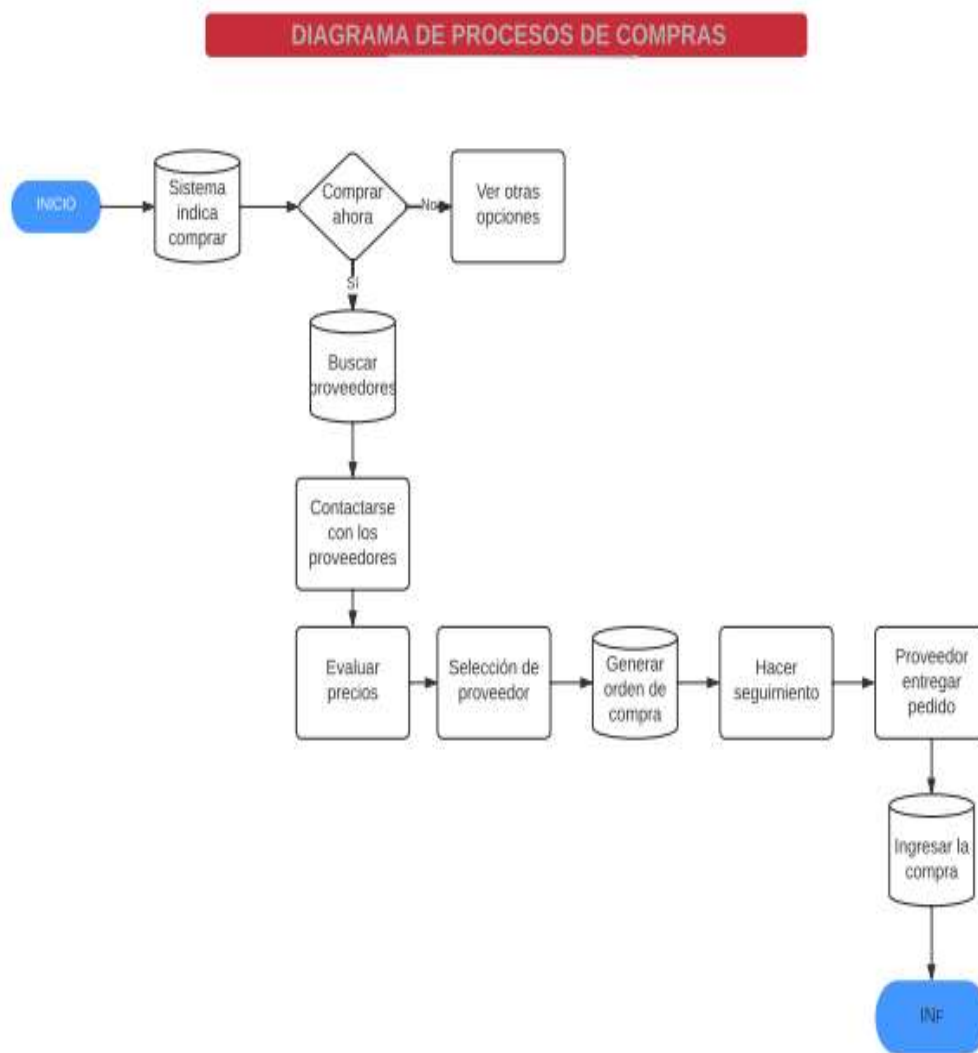 DIAGRAMA DE PROCESOS DE COMPRAS
INICIO
Sistema
indica
comprar
Comprar
ahora
No
Ver otras
opciones
Sí
Buscar
proveedores
Contactarse
con los
proveedores
Evaluar
precios
Selección de
proveedor
Generar
orden de
compra
Hacer
seguimiento
Proveedor
entregar
pedido
Ingresar la
compra
INF